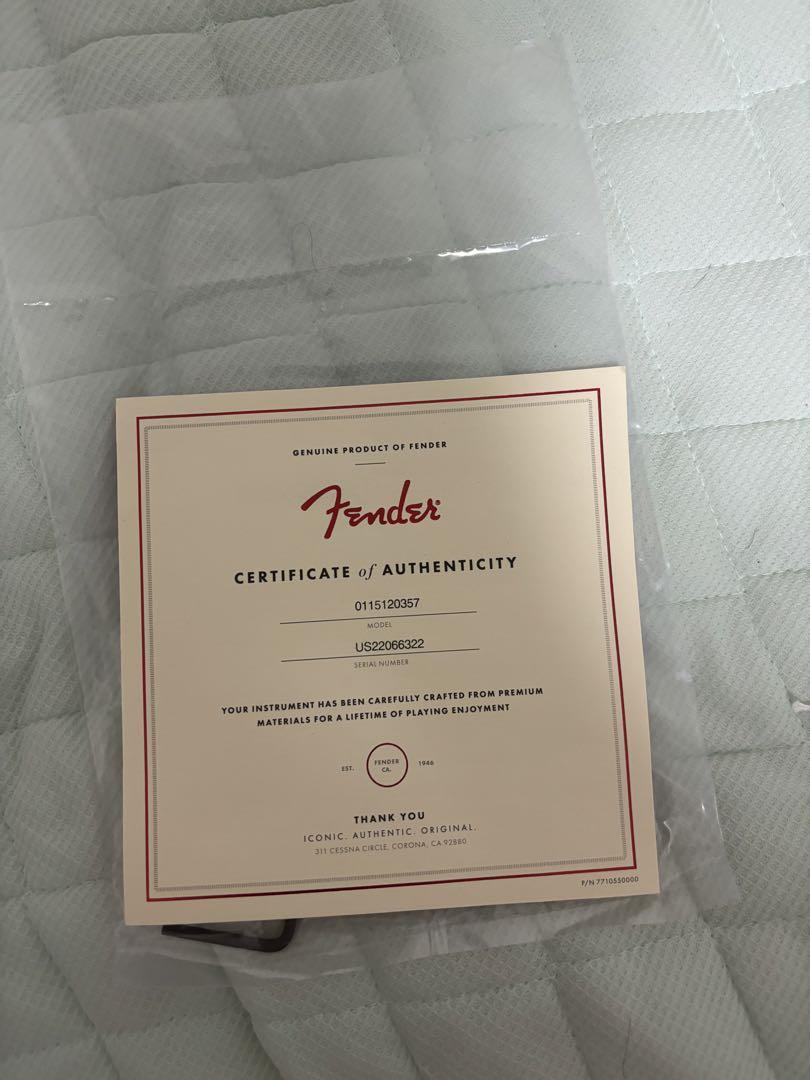 GENUINE PRODUCT OF FENDER
Fender
CERTIFICATE of AUTHENTICITY
0115120357
MODEL
US22066322
SERIAL NUMBER
YOUR INSTRUMENT HAS BEEN CAREFULLY CRAFTED FROM PREMIUM
MATERIALS FOR A LIFETIME OF PLAYING ENJOYMENT
EST. FENDER CA. 1946
THANK YOU
ICONIC. AUTHENTIC. ORIGINAL.
311 CESSNA CIRCLE, CORONA, CA 92880
P/N 7710550000